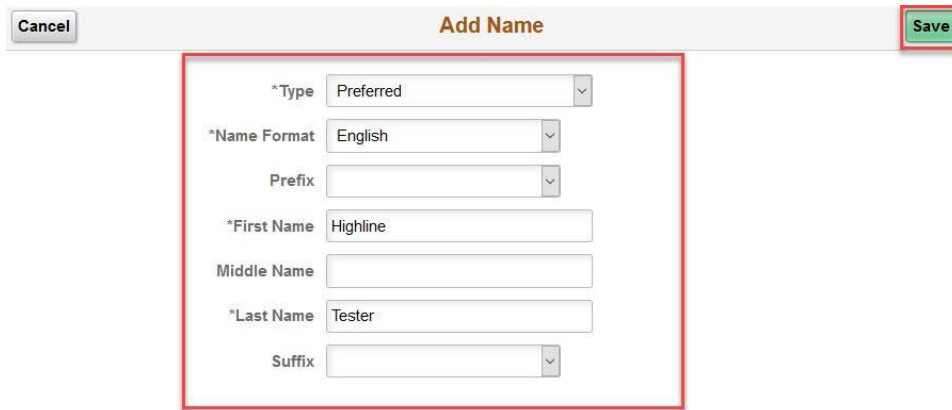 Cancel Add Name Save
*Type Preferred
*Name Format English
Prefix
*First Name Highline
Middle Name
*Last Name Tester
Suffix